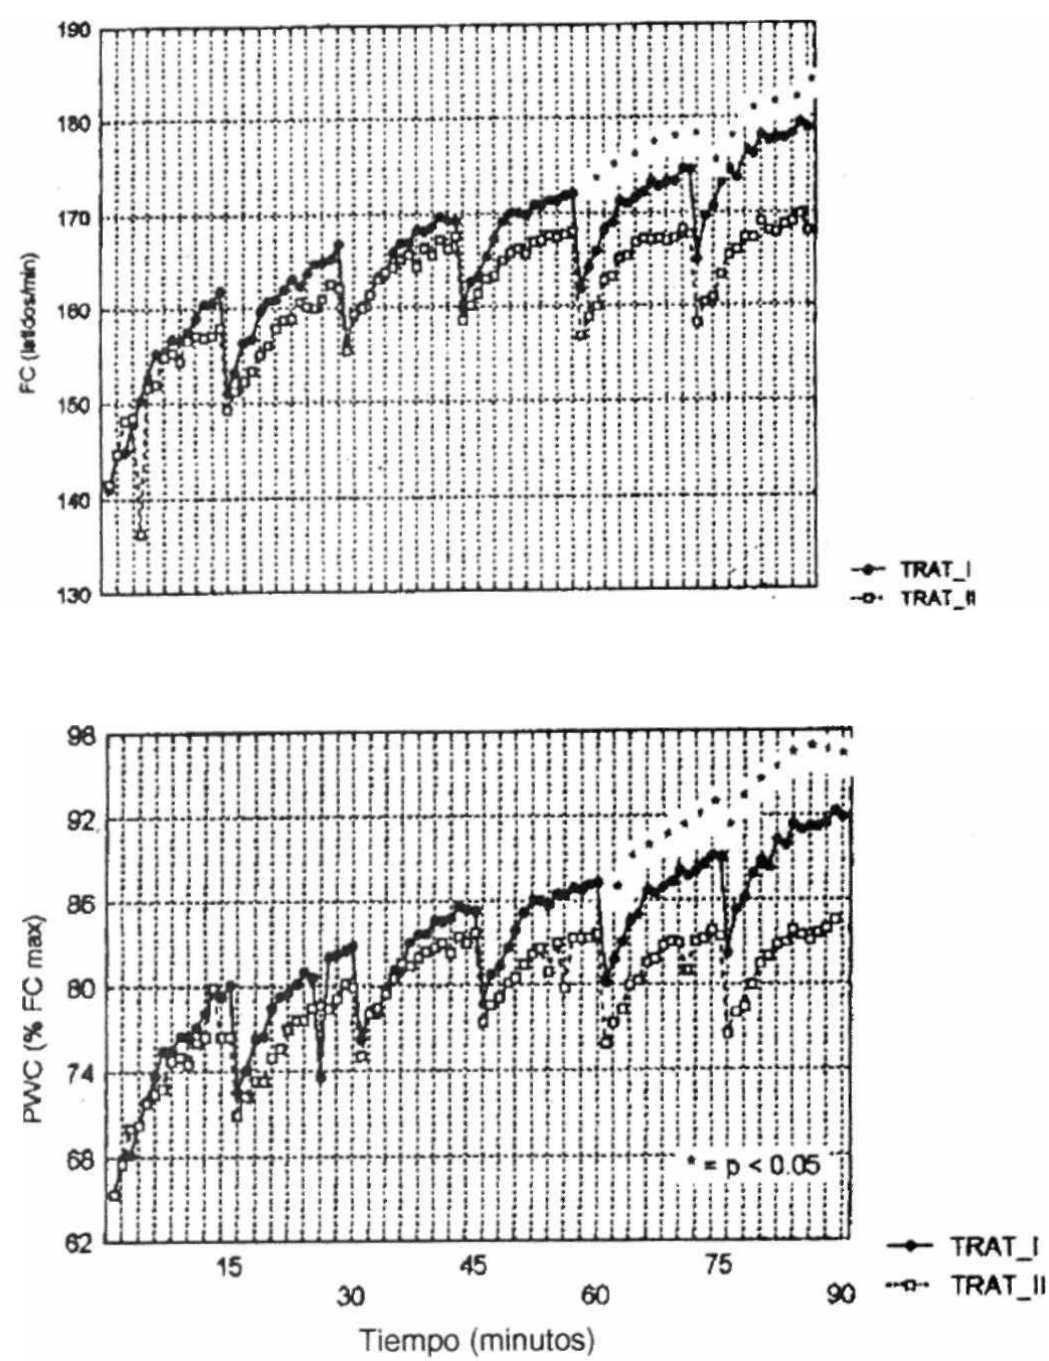 190
180
170
160
150
140
130
FC (latidos/min)
TRAT_I
TRAT_II
98
92
86
80
74
68
62
PWC (% FC max)
* = p < 0.05
15
45
75
30
60
90
TRAT_I
TRAT_II
Tiempo (minutos)